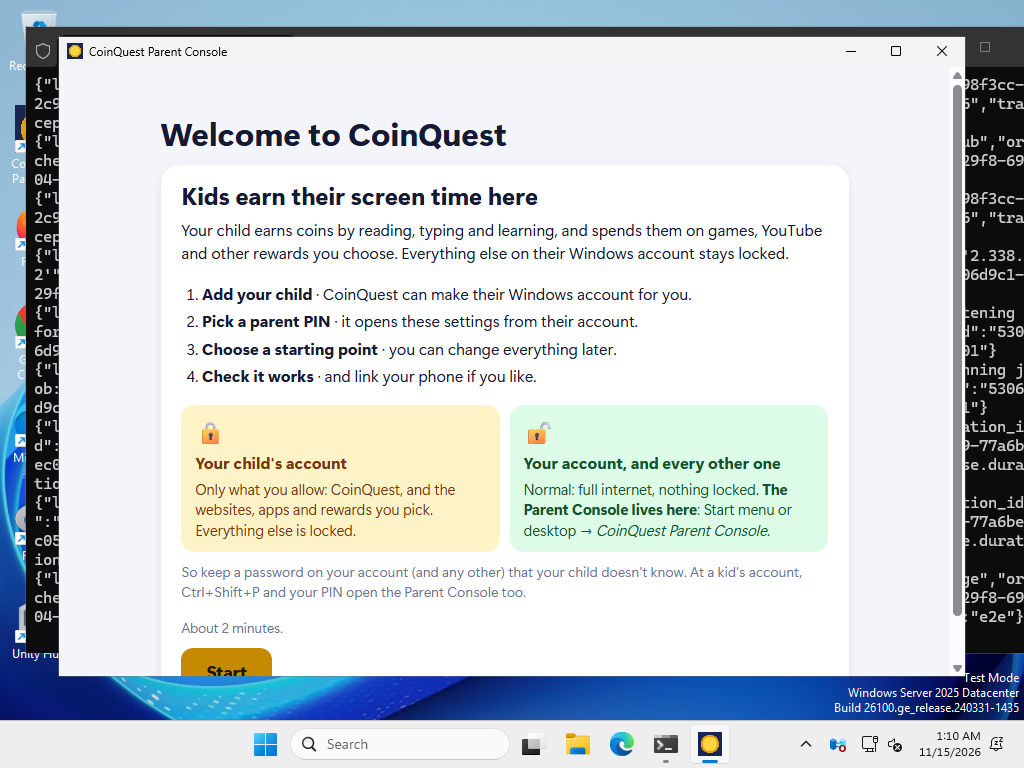 CoinQuest Parent Console
Welcome to CoinQuest
Kids earn their screen time here
Your child earns coins by reading, typing and learning, and spends them on games, YouTube
and other rewards you choose. Everything else on their Windows account stays locked.
1. Add your child · CoinQuest can make their Windows account for you.
2. Pick a parent PIN · it opens these settings from their account.
3. Choose a starting point · you can change everything later.
4. Check it works · and link your phone if you like.
Your child's account
Only what you allow: CoinQuest, and the
websites, apps and rewards you pick.
Everything else is locked.
Your account, and every other one
Normal: full internet, nothing locked. The
Parent Console lives here: Start menu or
desktop → CoinQuest Parent Console.
So keep a password on your account (and any other) that your child doesn't know. At a kid's account,
Ctrl+Shift+P and your PIN open the Parent Console too.
About 2 minutes.
Start
Test Mode
Windows Server 2025 Datacenter
Build 26100.ge_release.240331-1435
Search
1:10 AM
11/15/2026